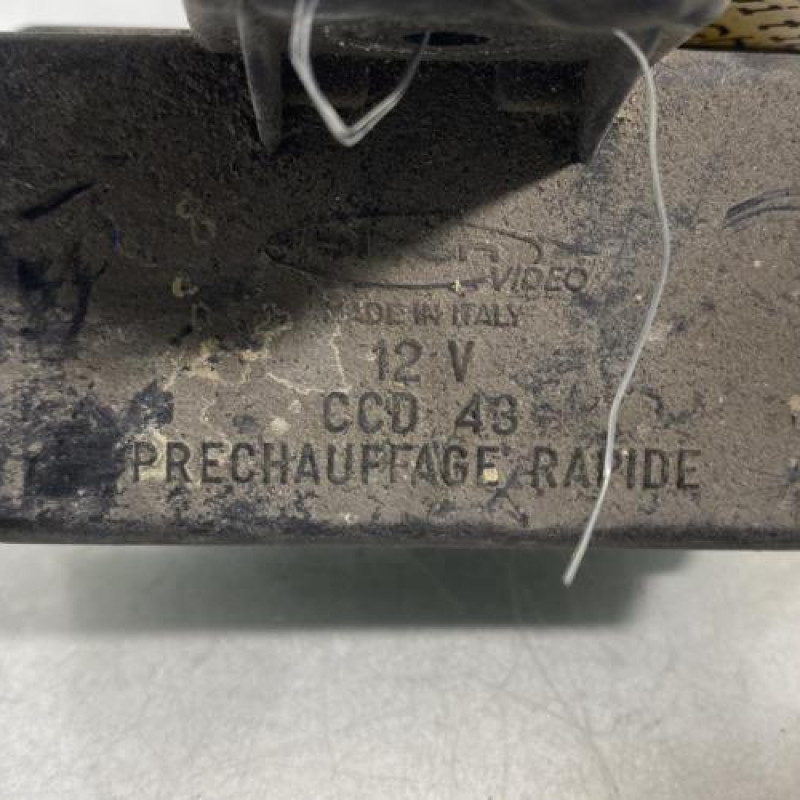 VIDEO
MADE IN ITALY
12 V
CCD 43
PRECHAUFFAGE RAPIDE